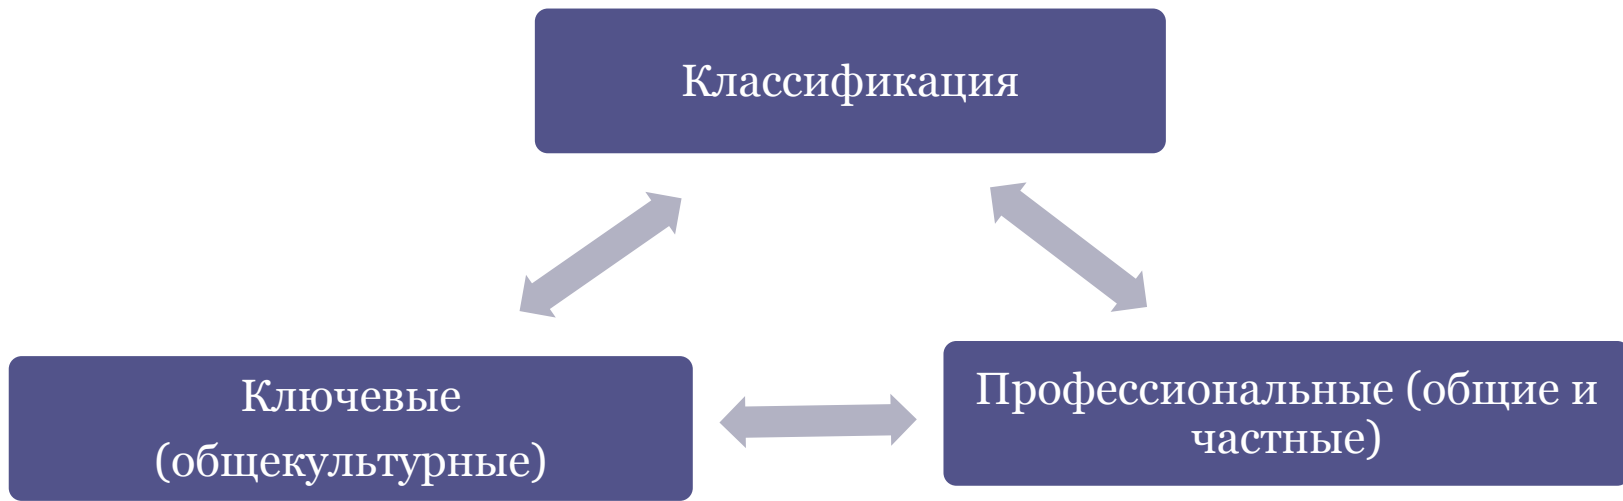 Классификация
Ключевые
(общекультурные)
Профессиональные (общие и
частные)